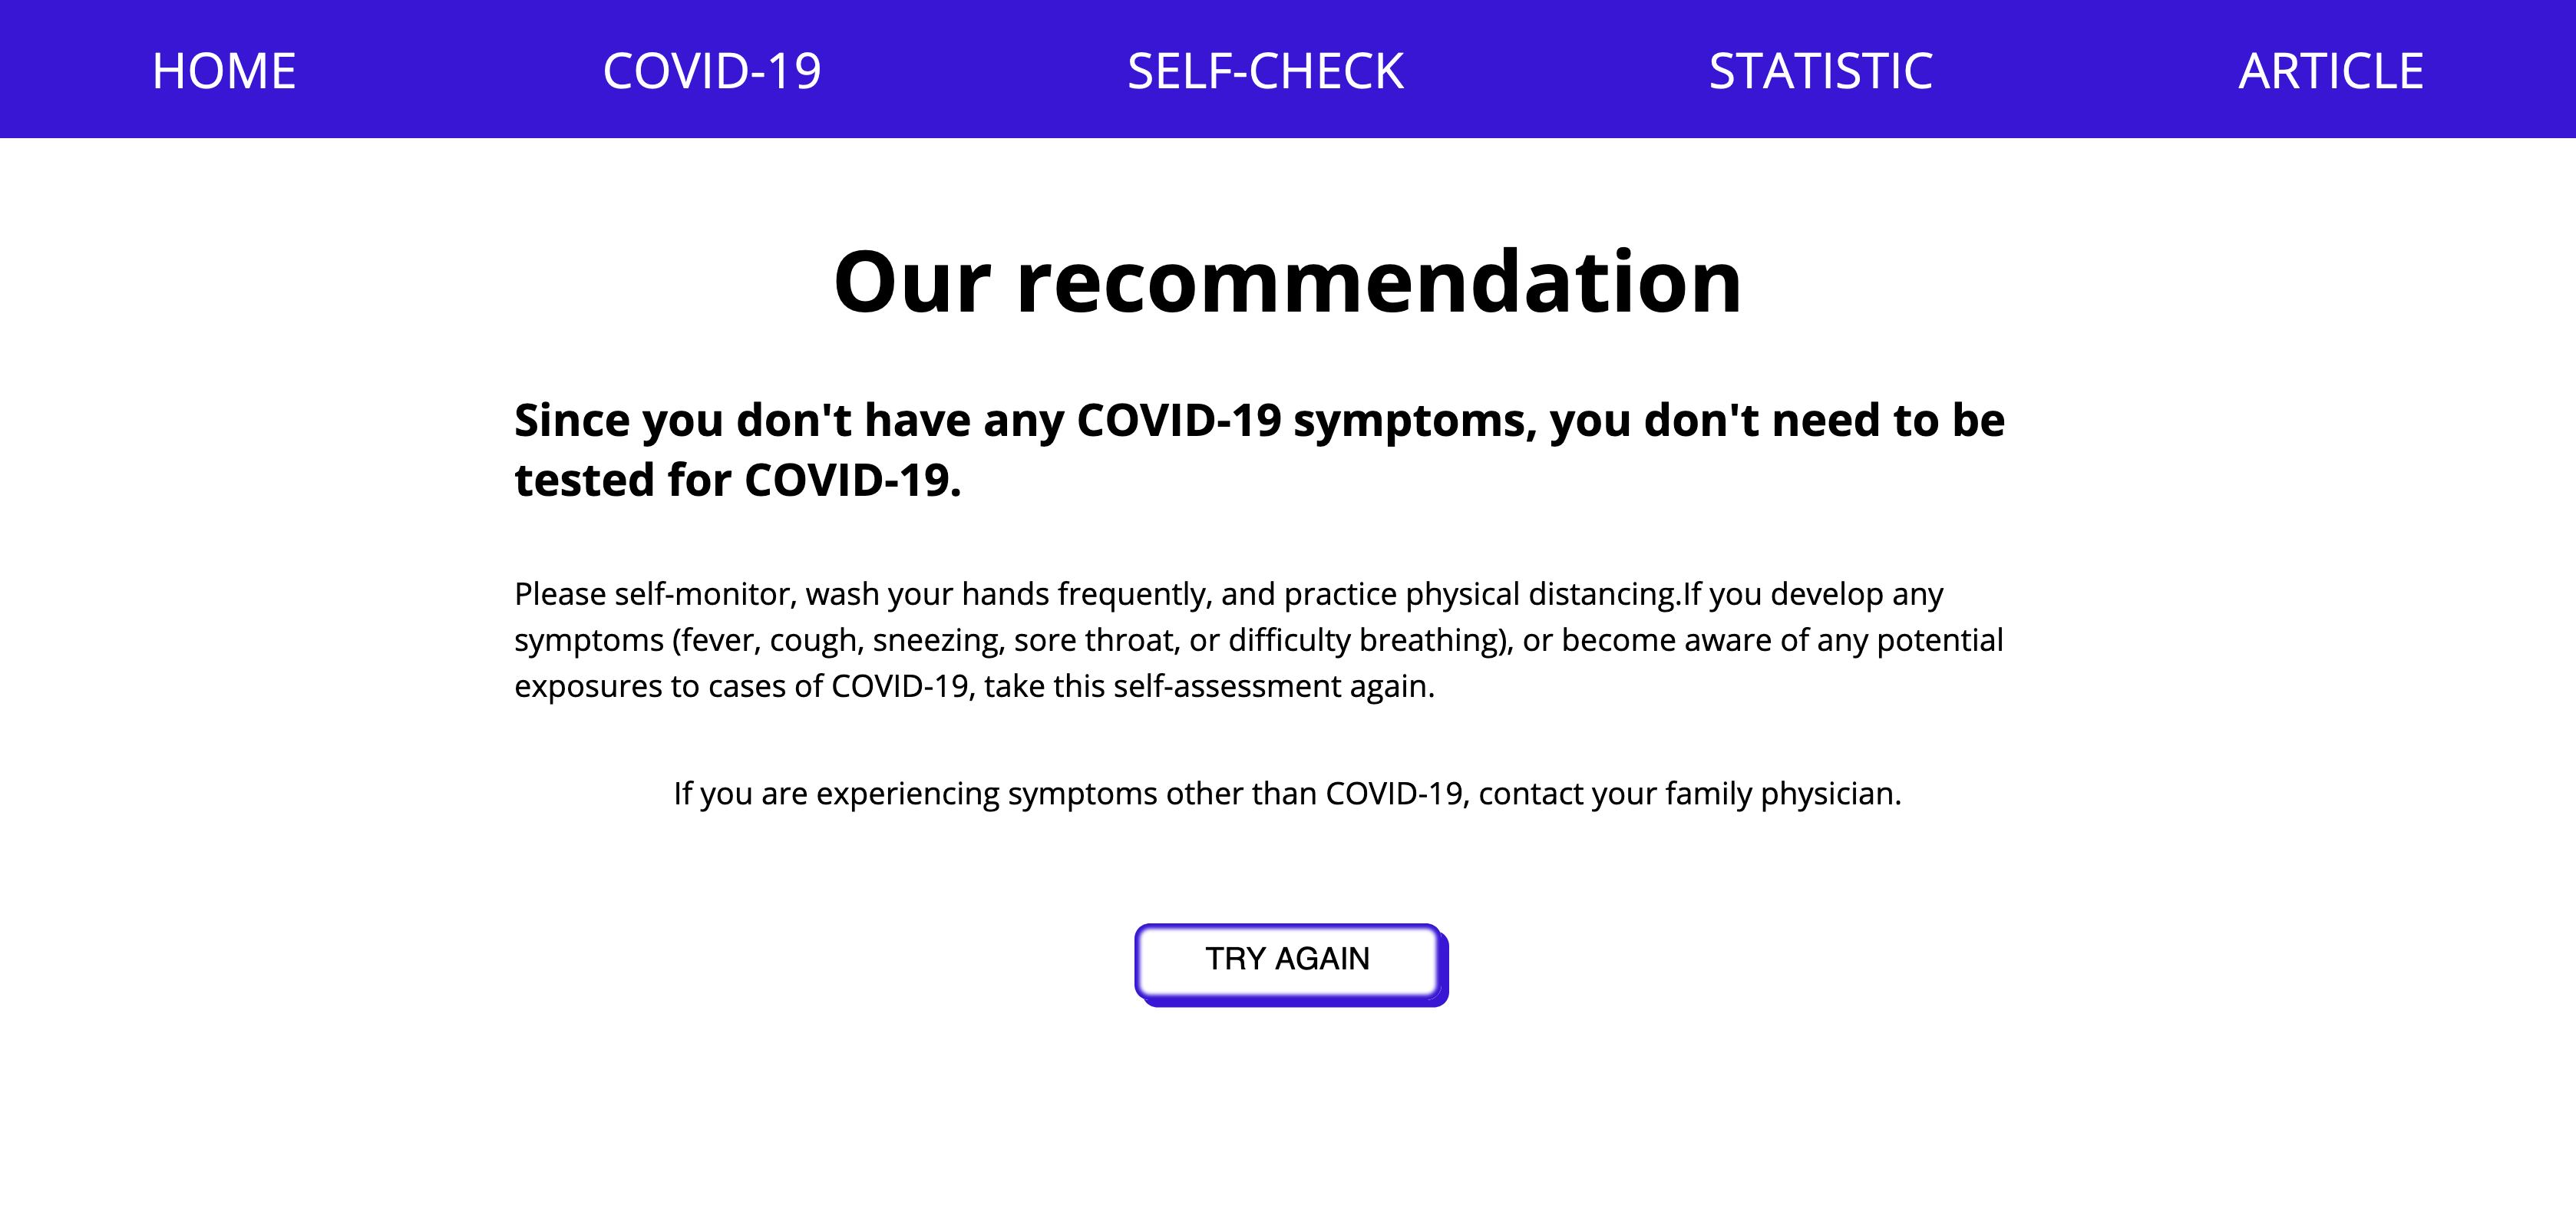 HOME COVID-19 SELF-CHECK STATISTIC ARTICLE
Our recommendation
Since you don't have any COVID-19 symptoms, you don't need to be
tested for COVID-19.
Please self-monitor, wash your hands frequently, and practice physical distancing.If you develop any
symptoms (fever, cough, sneezing, sore throat, or difficulty breathing), or become aware of any potential
exposures to cases of COVID-19, take this self-assessment again.
If you are experiencing symptoms other than COVID-19, contact your family physician.
TRY AGAIN